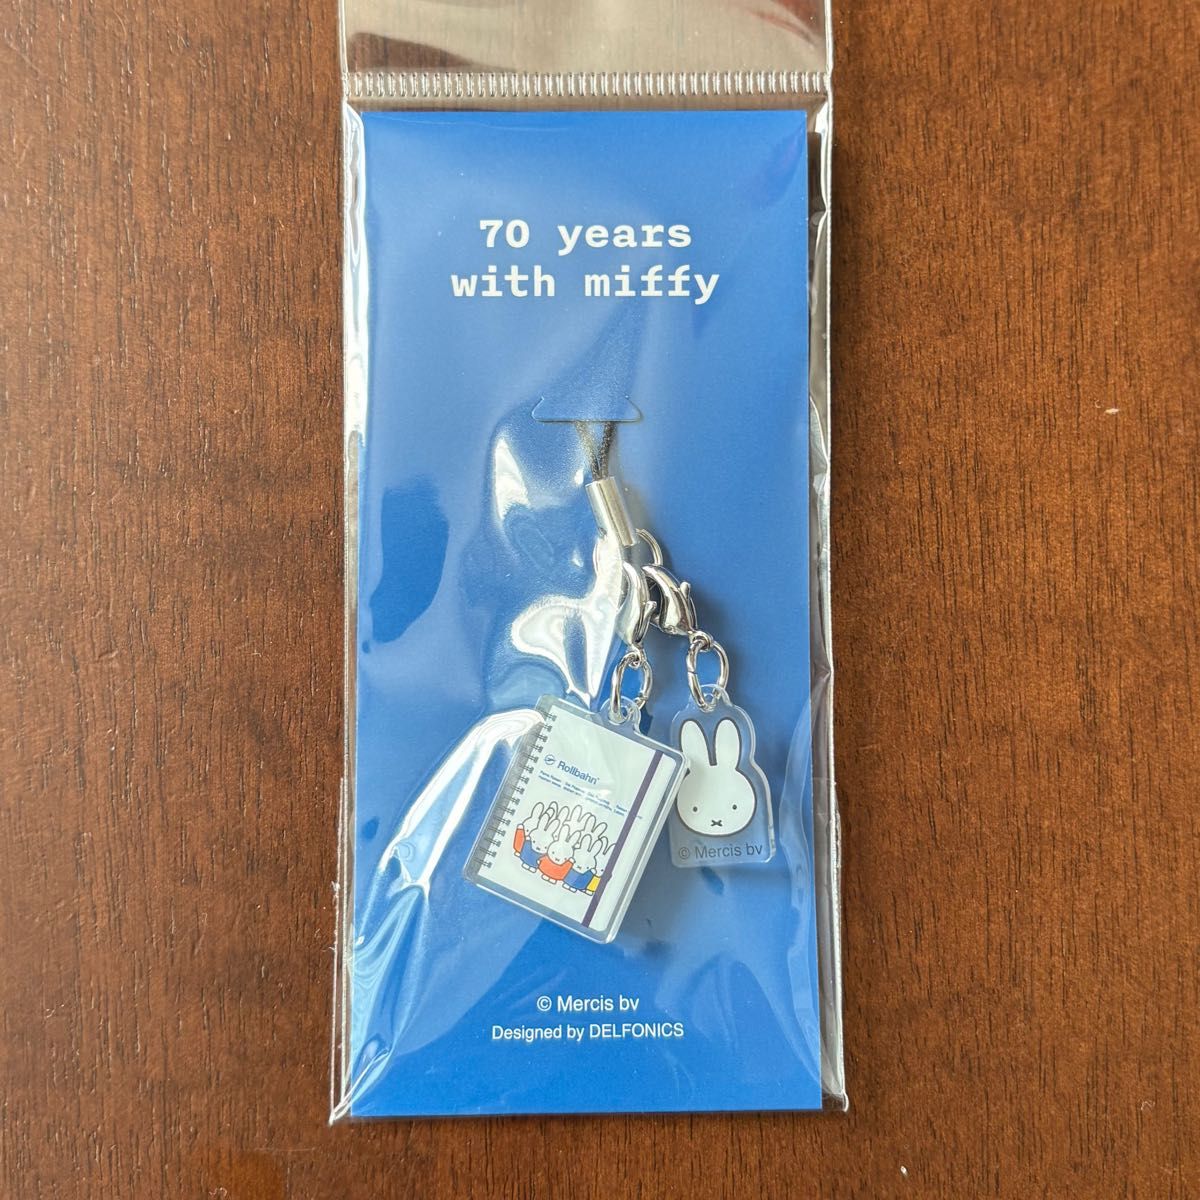 70 years
with miffy
Rollbahn
© Mercis bv
© Mercis bv
Designed by DELFONICS